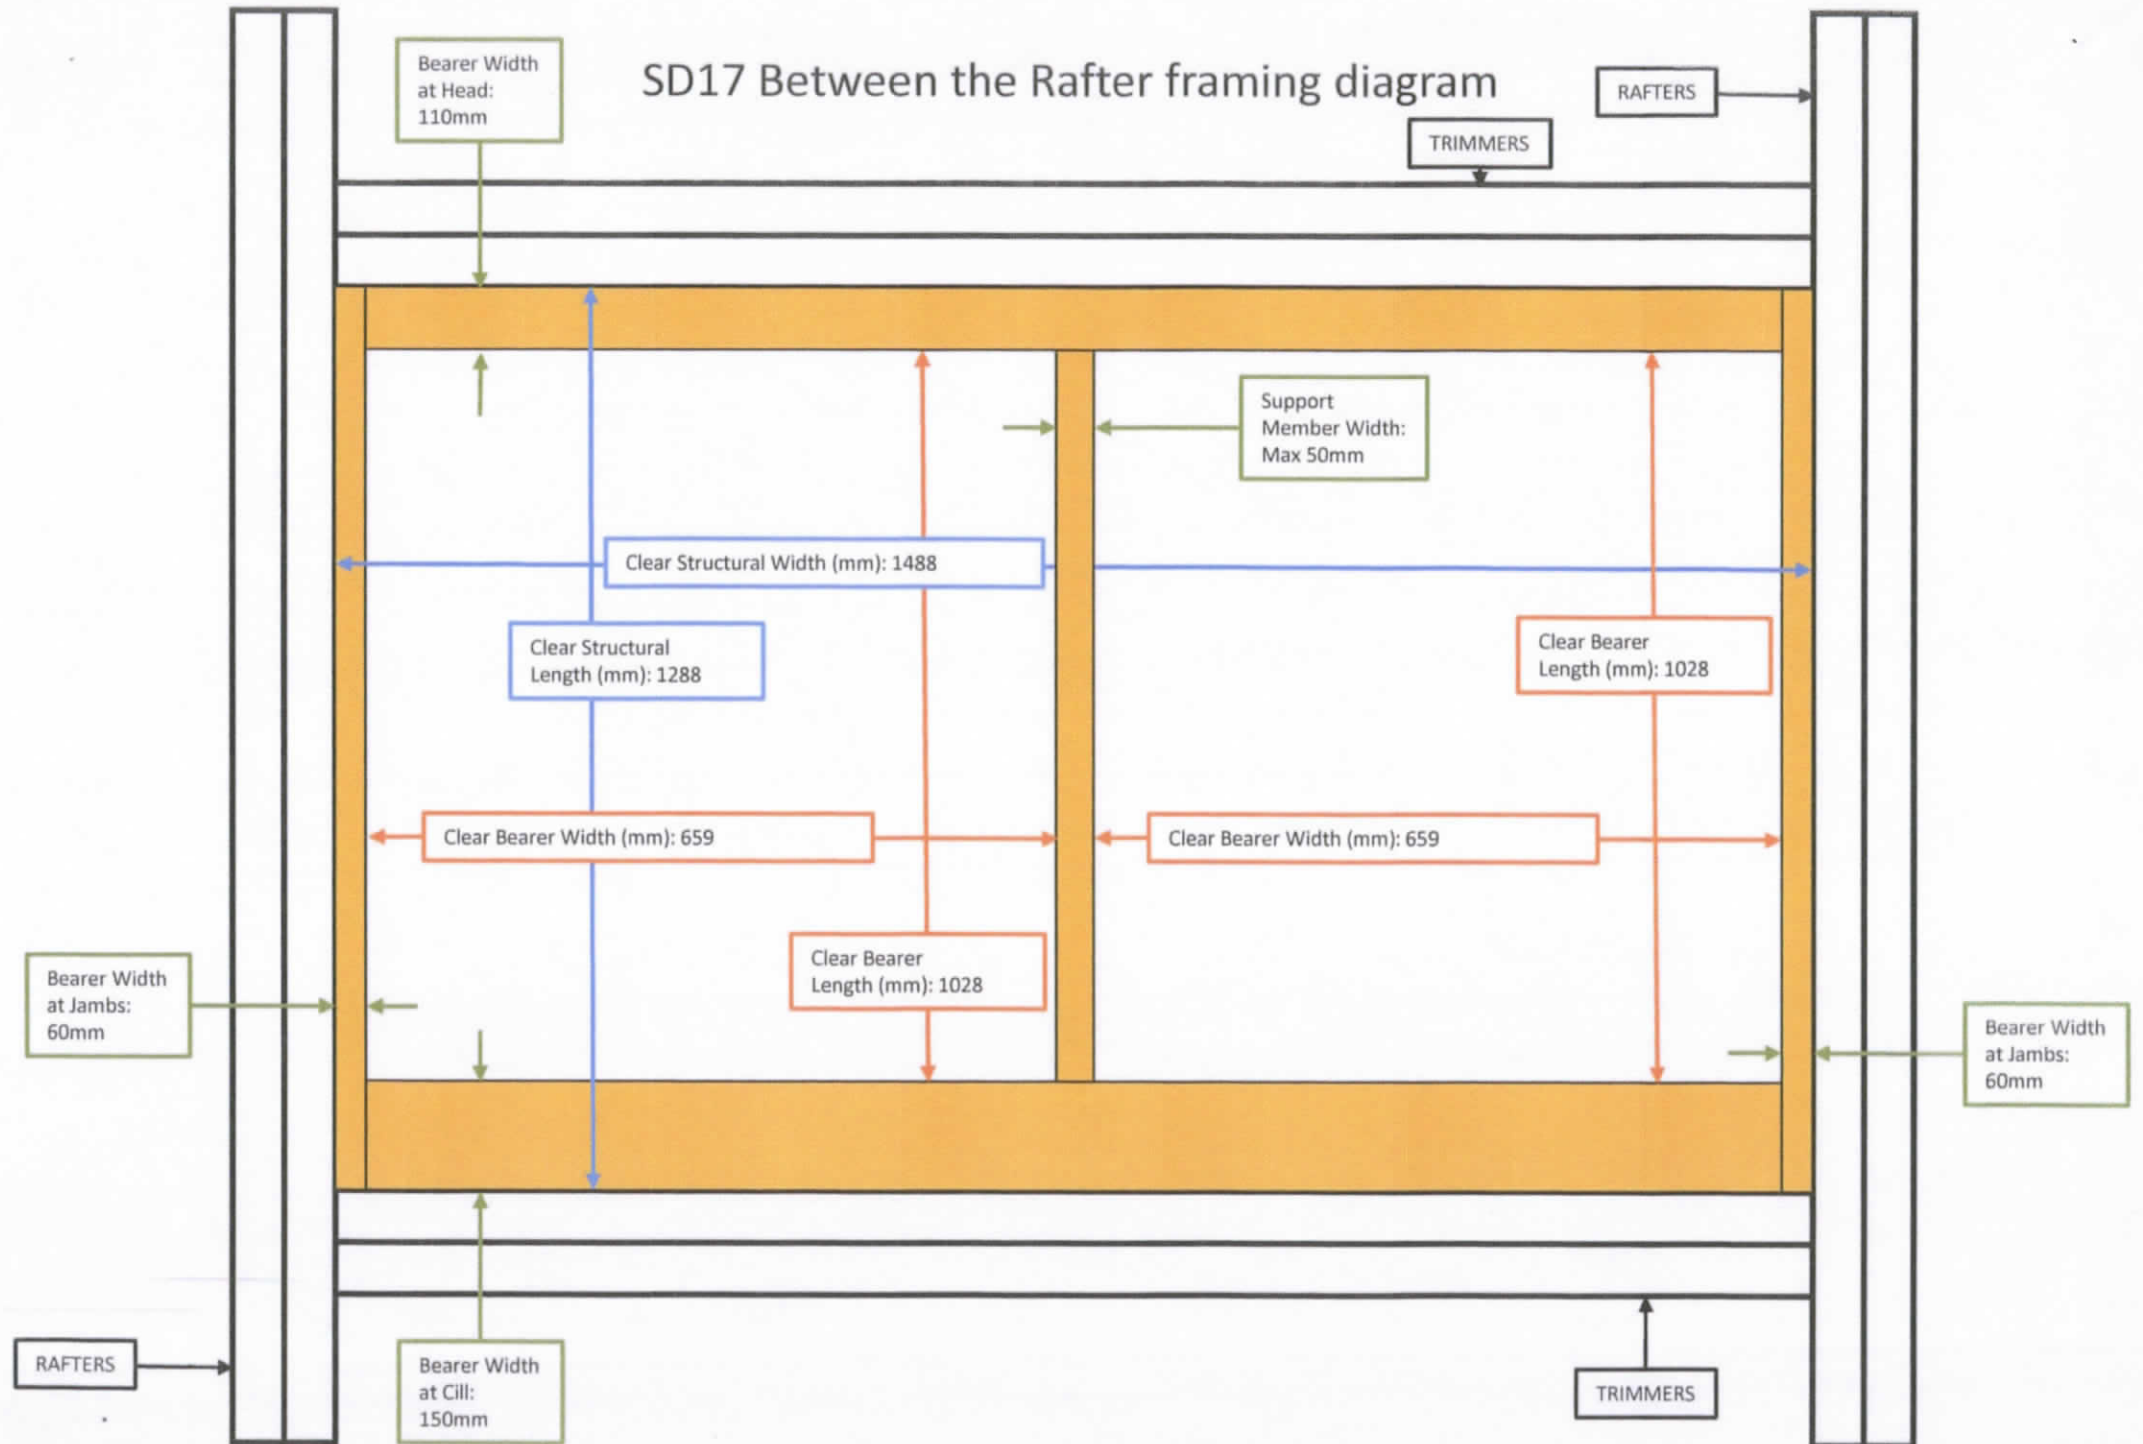 Bearer Width
at Head:
110mm
SD17 Between the Rafter framing diagram
RAFTERS
TRIMMERS
Support
Member Width:
Max 50mm
Clear Structural Width (mm): 1488
Clear Structural
Length (mm): 1288
Clear Bearer
Length (mm): 1028
Clear Bearer Width (mm): 659
Clear Bearer Width (mm): 659
Clear Bearer
Length (mm): 1028
Bearer Width
at Jambs:
60mm
Bearer Width
at Jambs:
60mm
RAFTERS
Bearer Width
at Cill:
150mm
TRIMMERS